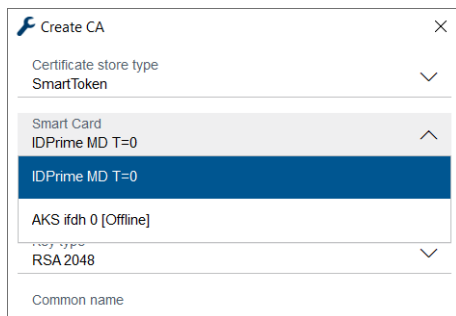 Create CA
Certificate store type
SmartToken
Smart Card
IDPrime MD T=0
IDPrime MD T=0
AKS ifdh 0 [Offline]
Key type
RSA 2048
Common name